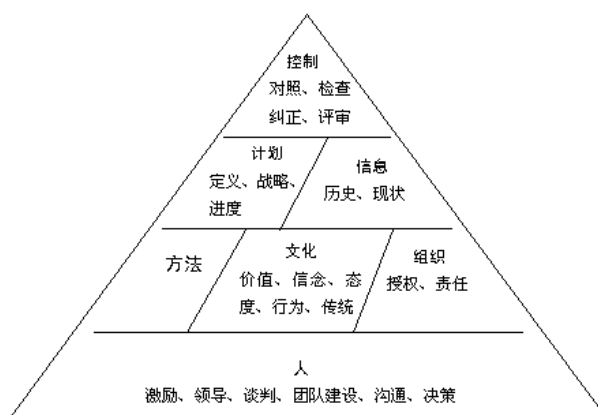 控制
对照、检查
纠正、评审
计划
定义、战略、
进度
信息
历史、现状
方法
文化
价值、信念、态
度、行为、传统
组织
授权、责任
人
激励、领导、谈判、团队建设、沟通、决策